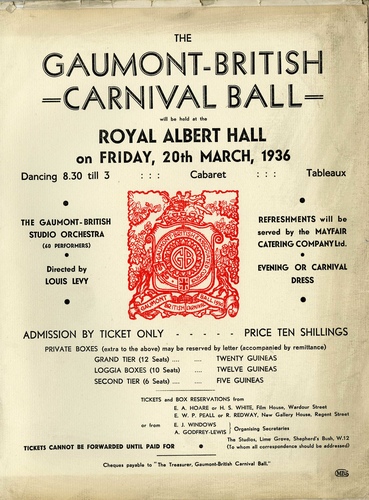 THE
GAUMONT-BRITISH
CARNIVAL BALL
will be held at the
ROYAL ALBERT HALL
on FRIDAY, 20th MARCH, 1936
Dancing 8.30 till 3 : : : Cabaret : : : Tableaux
THE GAUMONT-BRITISH
STUDIO ORCHESTRA
(60 PERFORMERS)
Directed by
LOUIS LEVY
GAUMONT BRITISH CARNIVAL BALL 1936
REFRESHMENTS will be
served by the MAYFAIR
CATERING COMPANY Ltd.
EVENING OR CARNIVAL
DRESS
ADMISSION BY TICKET ONLY - - - - - PRICE TEN SHILLINGS
PRIVATE BOXES (extra to the above) may be reserved by letter (accompanied by remittance)
GRAND TIER (12 Seats) .... .... TWENTY GUINEAS
LOGGIA BOXES (10 Seats) .... TWELVE GUINEAS
SECOND TIER (6 Seats) .... .... FIVE GUINEAS
TICKETS and BOX RESERVATIONS from
E. A. HOARE or H. S. WHITE, Film House, Wardour Street
E. W. P. PEALL or R. REDWAY, New Gallery House, Regent Street
or from E. J. WINDOWS
A. GODFREY-LEWIS } Organising Secretaries
The Studios, Lime Grove, Shepherd's Bush, W.12
(To whom all correspondence should be addressed)
TICKETS CANNOT BE FORWARDED UNTIL PAID FOR
Cheques payable to "The Treasurer, Gaumont-British Carnival Ball."